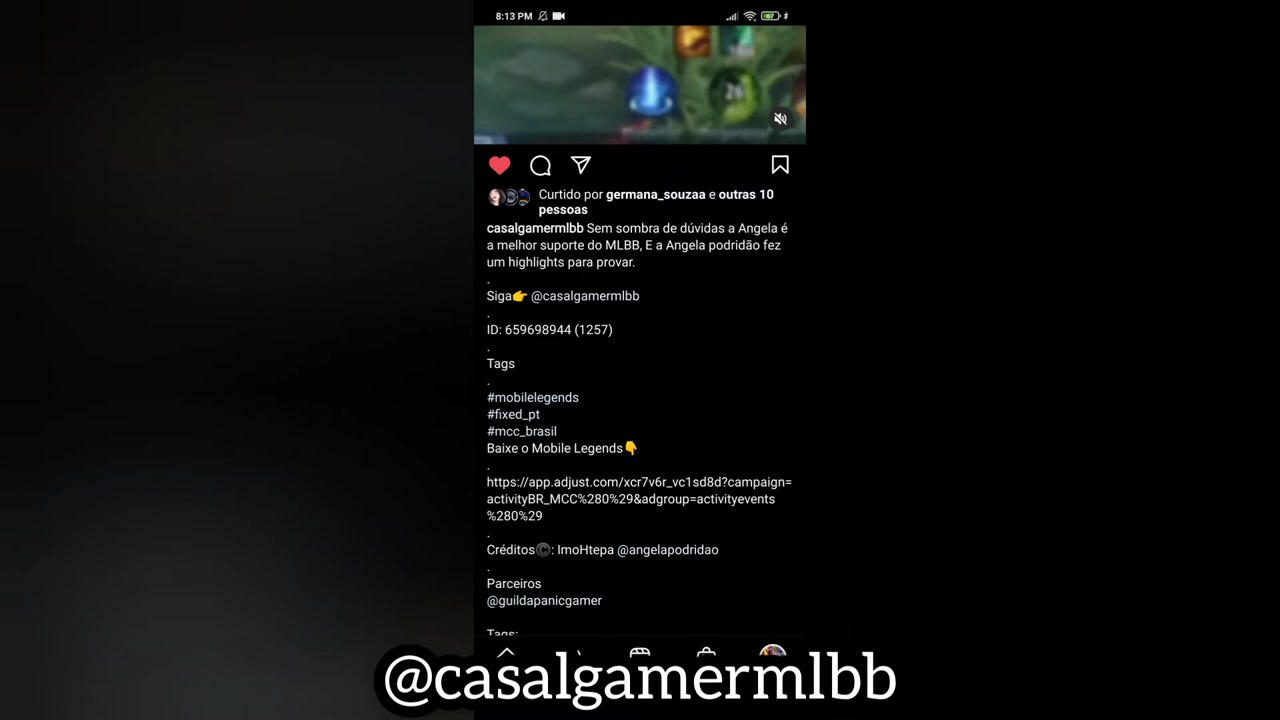 8:13 PM
67
26
Curtido por germana_souzaa e outras 10
pessoas
casalgamermlbb Sem sombra de dúvidas a Angela é
a melhor suporte do MLBB, E a Angela podridão fez
um highlights para provar.
.
Siga👉 @casalgamermlbb
.
ID: 659698944 (1257)
.
Tags
.
#mobilelegends
#fixed_pt
#mcc_brasil
Baixe o Mobile Legends👇
.
https://app.adjust.com/xcr7v6r_vc1sd8d?campaign=
activityBR_MCC%280%29&adgroup=activityevents
%280%29
.
Créditos©️: ImoHtepa @angelapodridao
.
Parceiros
@guildapanicgamer
Tags:
@casalgamermlbb